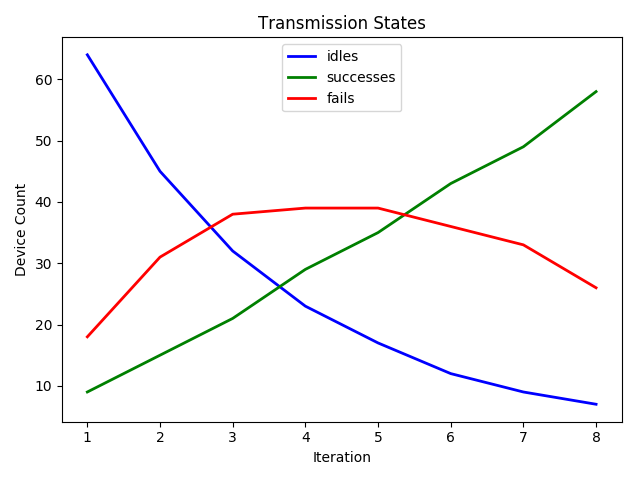 Transmission States
idles
successes
fails
60
50
40
30
20
10
Device Count
1 2 3 4 5 6 7 8
Iteration